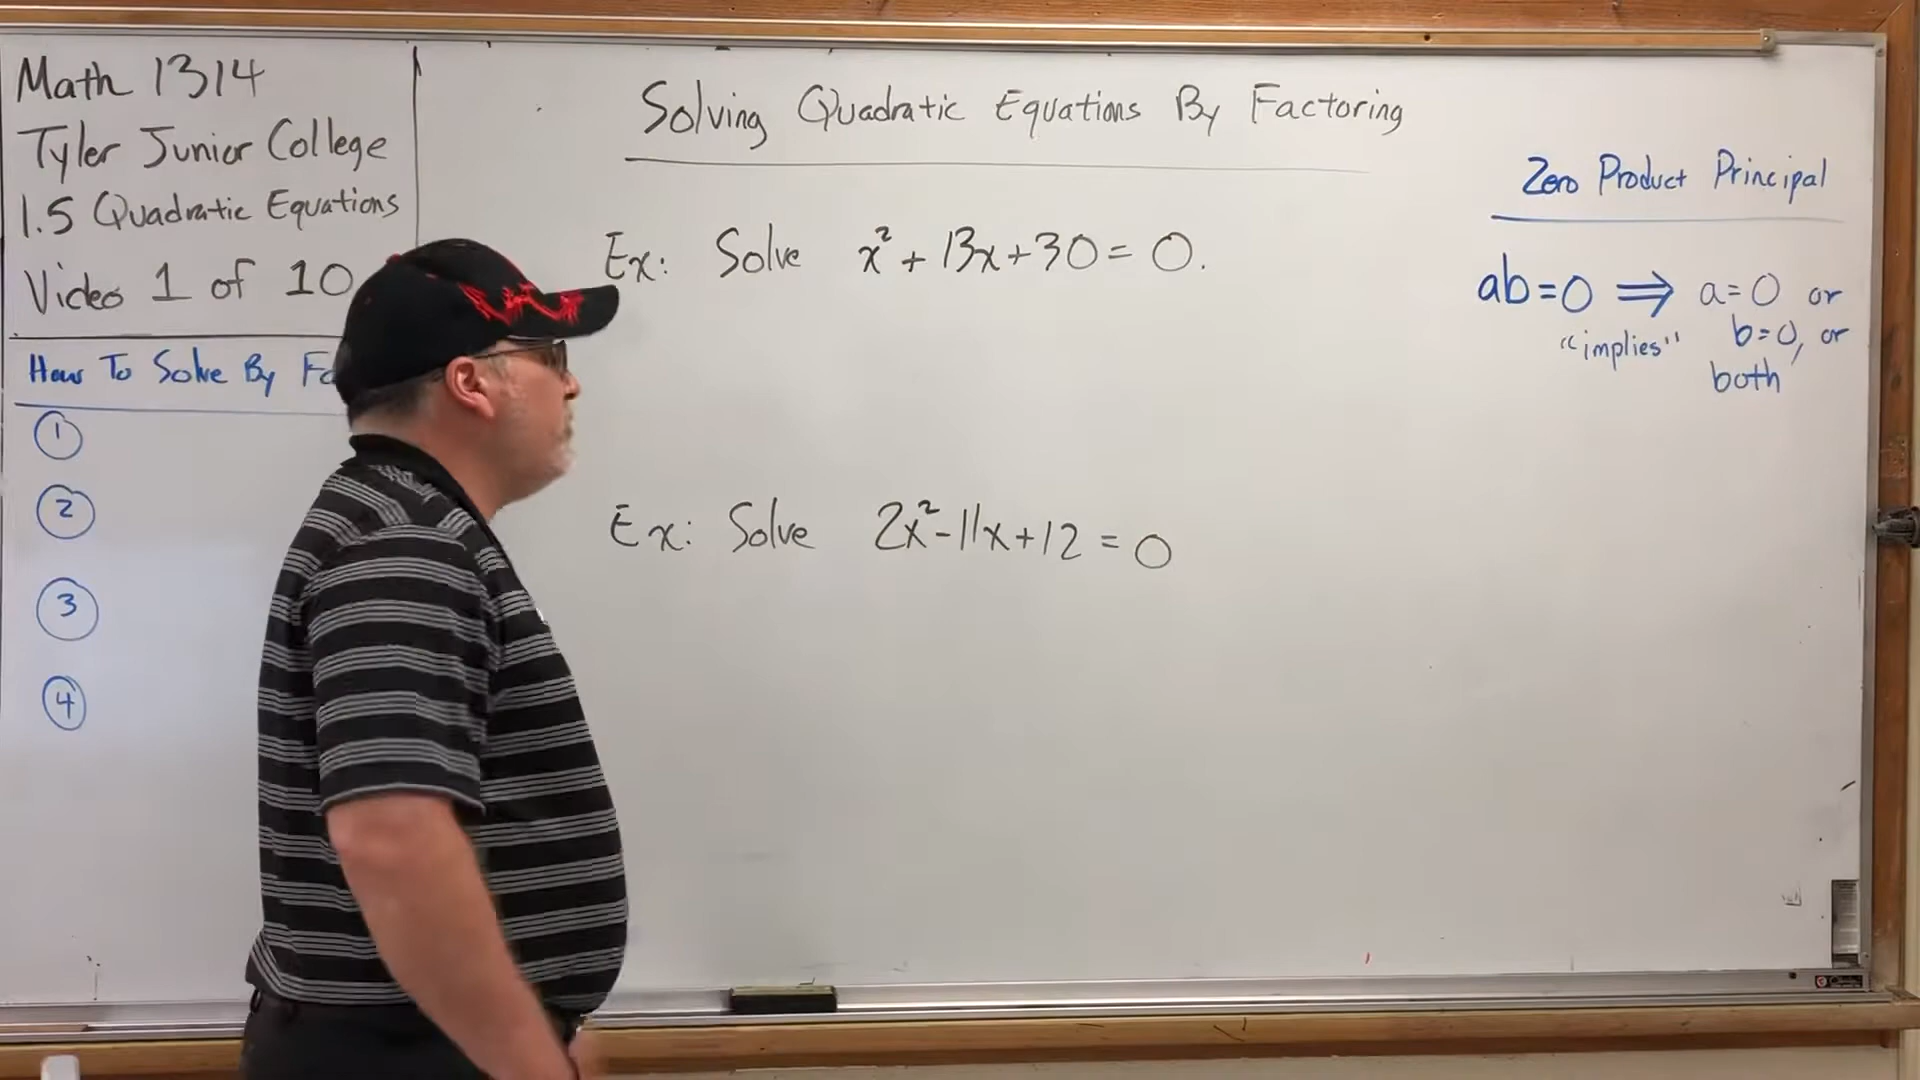 Math 1314
Tyler Junior College
1.5 Quadratic Equations
Video 1 of 10
How To Solve By
1
2
3
4
Solving Quadratic Equations By Factoring
Ex: Solve x² + 13x + 30 = 0.
Ex: Solve 2x² - 11x + 12 = 0
Zero Product Principal
ab = 0 ⇒ a = 0 or
"implies" b = 0, or
both